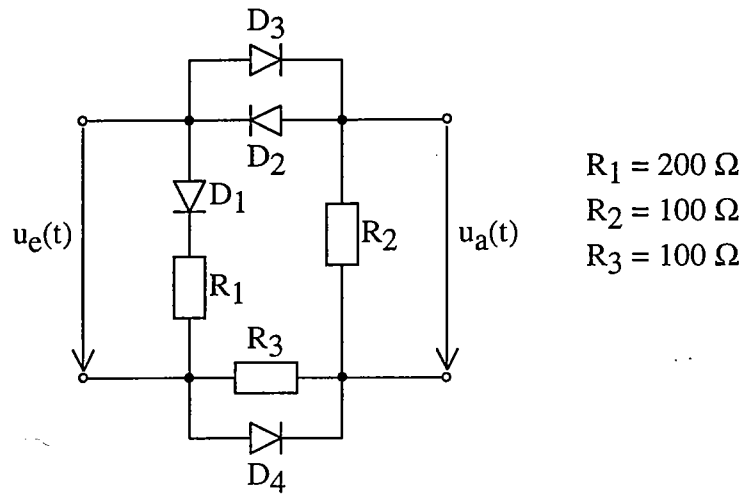 D3
D2
D1
ue(t)
R2
ua(t)
R1
R3
D4
R1 = 200 Ω
R2 = 100 Ω
R3 = 100 Ω